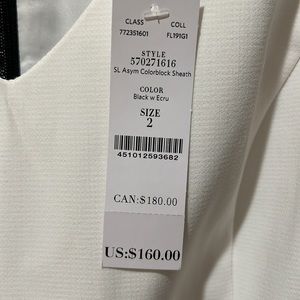 CLASS COLL
772351601 FL191G1
STYLE
570271616
SL Asym Colorblock Sheath
COLOR
Black w Ecru
SIZE
2
451012593682
CAN:$180.00
US:$160.00